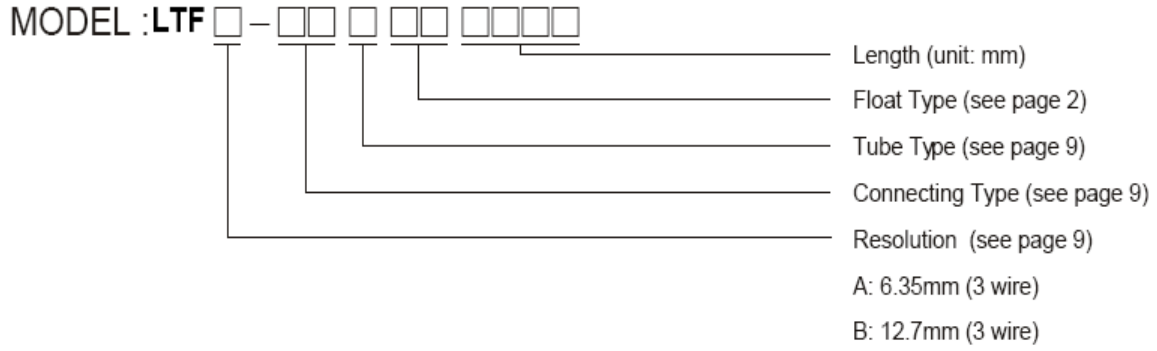 MODEL :LTF □–□□ □ □□ □□□□
Length (unit: mm)
Float Type (see page 2)
Tube Type (see page 9)
Connecting Type (see page 9)
Resolution (see page 9)
A: 6.35mm (3 wire)
B: 12.7mm (3 wire)